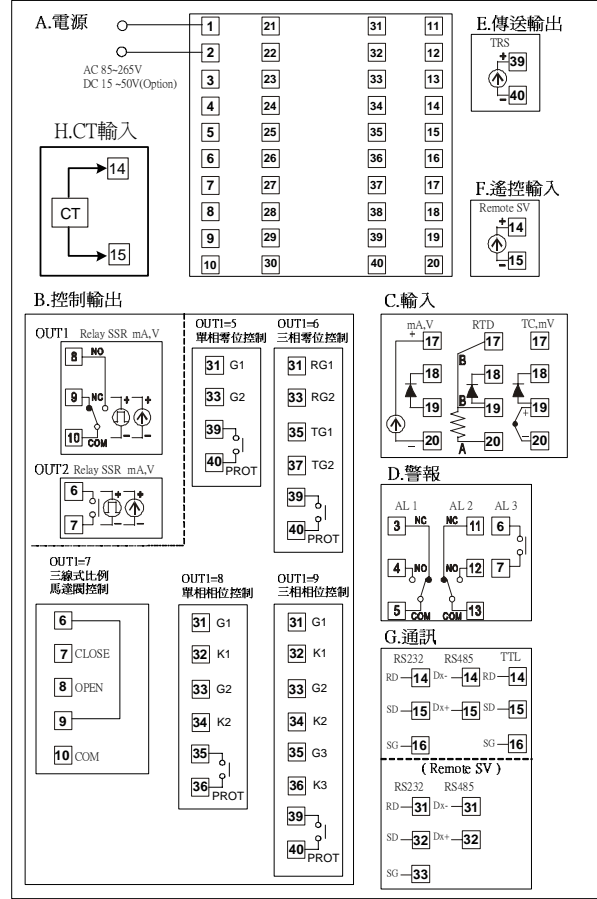 A.電源
AC 85~265V
DC 15 ~50V(Option)
1 21 31 11
2 22 32 12
3 23 33 13
4 24 34 14
5 25 35 15
6 26 36 16
7 27 37 17
8 28 38 18
9 29 39 19
10 30 40 20
E.傳送輸出
TRS
+ 39
- 40
H.CT輸入
14
CT
15
F.遙控輸入
Remote SV
+ 14
- 15
B.控制輸出
OUT1 Relay SSR mA,V
8 NO
9 NC + +
10 COM - -
OUT2 Relay SSR mA,V
6 + +
7 - -
OUT1=5
單相零位控制
31 G1
33 G2
39
40 PROT
OUT1=6
三相零位控制
31 RG1
33 RG2
35 TG1
37 TG2
39
40 PROT
OUT1=7
三線式比例
馬達閥控制
6
7 CLOSE
8 OPEN
9
10 COM
OUT1=8
單相相位控制
31 G1
32 K1
33 G2
34 K2
35
36 PROT
OUT1=9
三相相位控制
31 G1
32 K1
33 G2
34 K2
35 G3
36 K3
39
40 PROT
C.輸入
mA,V RTD TC,mV
+ 17 17 17
B
18 18 18
19 B 19 + 19
- 20 A 20 - 20
D.警報
AL 1 AL 2 AL 3
3 NC NC 11 6
4 NO NO 12 7
5 COM COM 13
G.通訊
RS232 RS485 TTL
RD 14 Dx- 14 RD 14
SD 15 Dx+ 15 SD 15
SG 16 SG 16
( Remote SV )
RS232 RS485
RD 31 Dx- 31
SD 32 Dx+ 32
SG 33